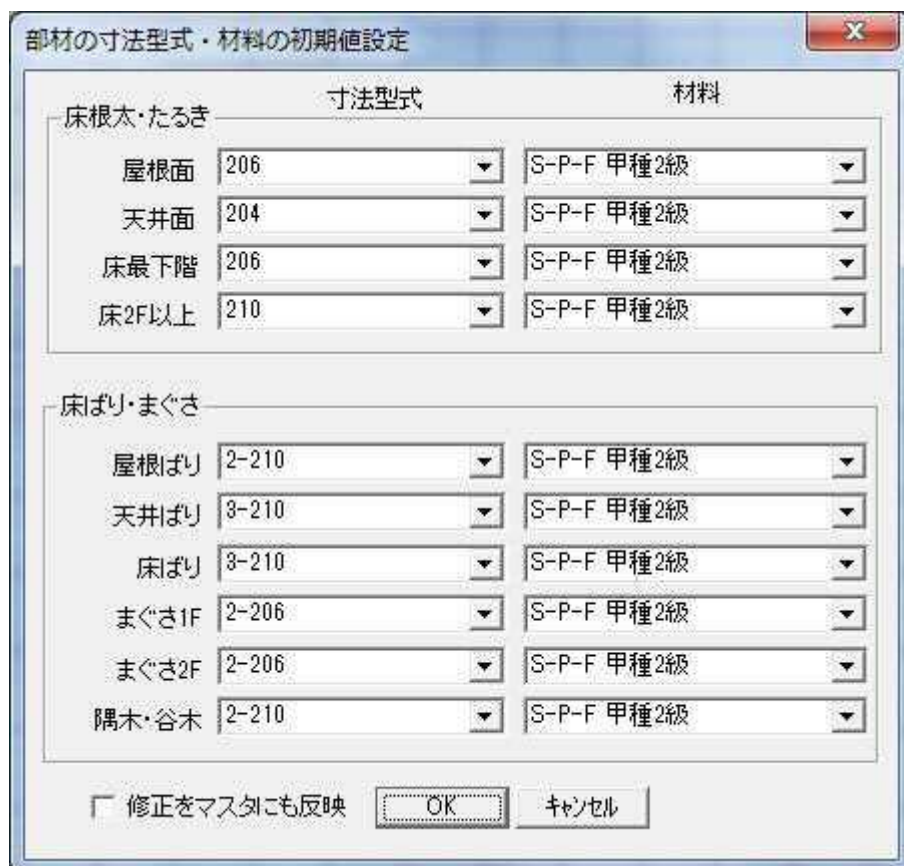 部材の寸法型式・材料の初期値設定
寸法型式 材料
床根太・たるき
屋根面 206 S-P-F 甲種2級
天井面 204 S-P-F 甲種2級
床最下階 206 S-P-F 甲種2級
床2F以上 210 S-P-F 甲種2級
床ばり・まぐさ
屋根ばり 2-210 S-P-F 甲種2級
天井ばり 3-210 S-P-F 甲種2級
床ばり 3-210 S-P-F 甲種2級
まぐさ1F 2-206 S-P-F 甲種2級
まぐさ2F 2-206 S-P-F 甲種2級
隅木・谷木 2-210 S-P-F 甲種2級
修正をマスタにも反映 OK キャンセル